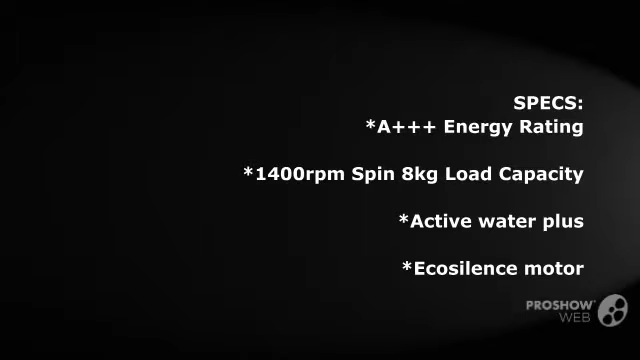 SPECS:
*A+++ Energy Rating
*1400rpm Spin 8kg Load Capacity
*Active water plus
*Ecosilence motor
PROSHOW
WEB